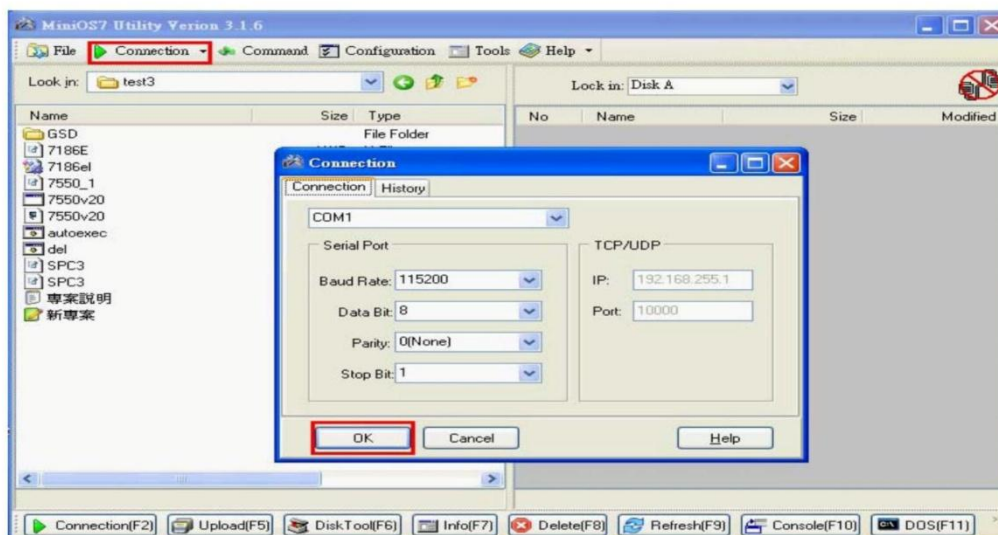 MiniOS7 Utility Verion 3.1.6
File Connection Command Configuration Tools Help
Look in: test3
Lock in: Disk A
Name Size Type
No Name Size Modified
GSD File Folder
7186E
7186el
7550_1
7550v20
7550v20
autoexec
del
SPC3
SPC3
專案說明
新專案
Connection
Connection History
COM1
Serial Port
Baud Rate: 115200
Data Bit: 8
Parity: 0(None)
Stop Bit: 1
TCP/UDP
IP: 192.168.255.1
Port: 10000
OK Cancel Help
Connection(F2) Upload(F5) DiskTool(F6) Info(F7) Delete(F8) Refresh(F9) Console(F10) DOS(F11)